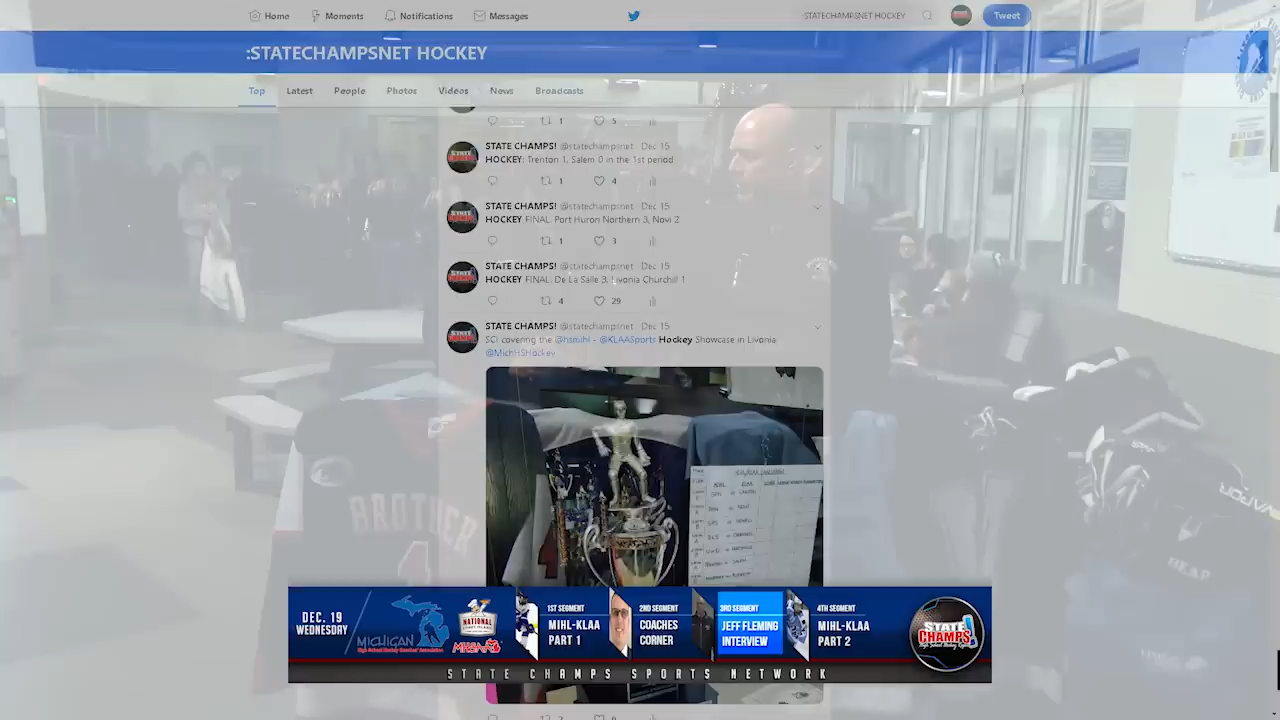 Home Moments Notifications Messages STATECHAMPSNET HOCKEY Tweet
:STATECHAMPSNET HOCKEY
Top Latest People Photos Videos News Broadcasts
1 5
STATE CHAMPS! @statechampsnet Dec 15
HOCKEY: Trenton 1, Salem 0 in the 1st period
1 4
STATE CHAMPS! @statechampsnet Dec 15
HOCKEY FINAL: Port Huron Northern 3, Novi 2
1 3
STATE CHAMPS! @statechampsnet Dec 15
HOCKEY FINAL: De La Salle 3, Livonia Churchill 1
4 29
STATE CHAMPS! @statechampsnet Dec 15
SCI covering the @hsmihl - @KLAASports Hockey Showcase in Livonia
@MichHSHockey
BROTHER
DEC. 19
WEDNESDAY
MICHIGAN
NATIONAL
1ST SEGMENT
MIHL-KLAA
PART 1
2ND SEGMENT
COACHES
CORNER
3RD SEGMENT
JEFF FLEMING
INTERVIEW
4TH SEGMENT
MIHL-KLAA
PART 2
STATE
CHAMPS
STATE CHAMPS SPORTS NETWORK